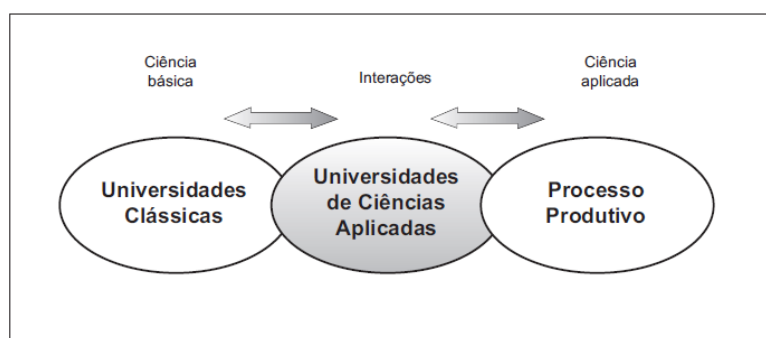 Ciência
básica
Interações
Ciência
aplicada
Universidades
Clássicas
Universidades
de Ciências
Aplicadas
Processo
Produtivo